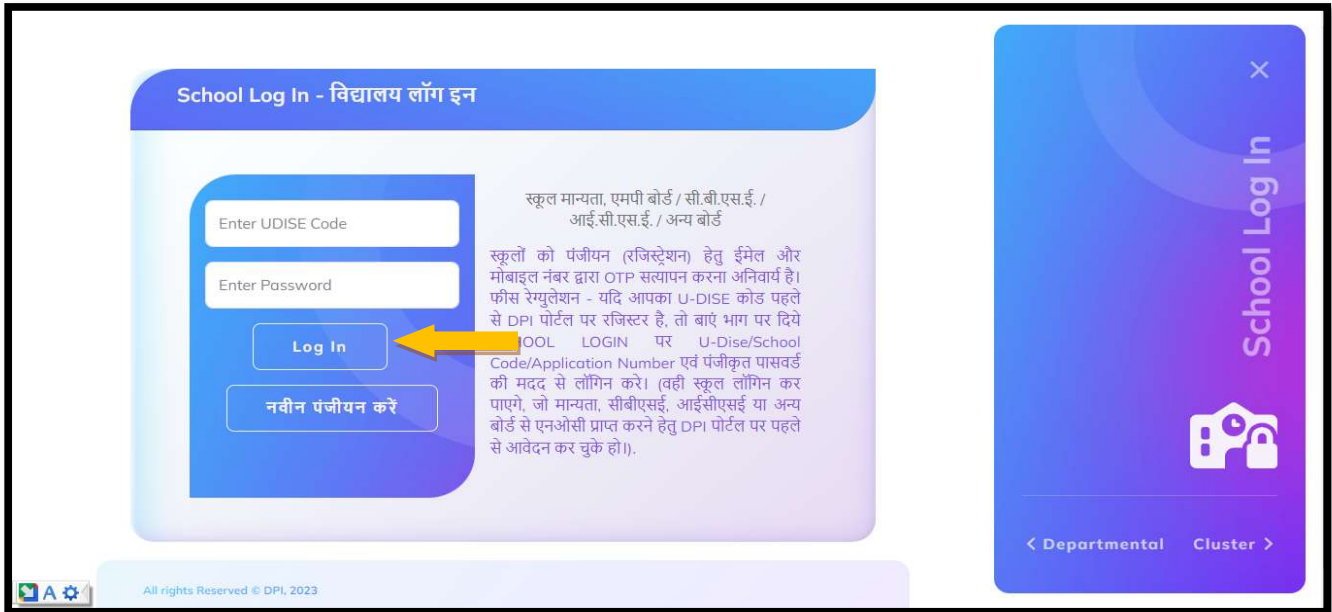 School Log In - विद्यालय लॉग इन
Enter UDISE Code
Enter Password
Log In
नवीन पंजीयन करें
स्कूल मान्यता, एमपी बोर्ड / सी.बी.एस.ई. /
आई.सी.एस.ई. / अन्य बोर्ड
स्कूलों को पंजीयन (रजिस्ट्रेशन) हेतु ईमेल और
मोबाइल नंबर द्वारा OTP सत्यापन करना अनिवार्य है।
फीस रेग्युलेशन - यदि आपका U-DISE कोड पहले
से DPI पोर्टल पर रजिस्टर है, तो बाएं भाग पर दिये
LOGIN पर U-Dise/School
Code/Application Number एवं पंजीकृत पासवर्ड
की मदद से लॉगिन करे। (वही स्कूल लॉगिन कर
पाएगे, जो मान्यता, सीबीएसई, आईसीएसई या अन्य
बोर्ड से एनओसी प्राप्त करने हेतु DPI पोर्टल पर पहले
से आवेदन कर चुके हो।).
School Log In
< Departmental
Cluster >
All rights Reserved © DPI, 2023
A